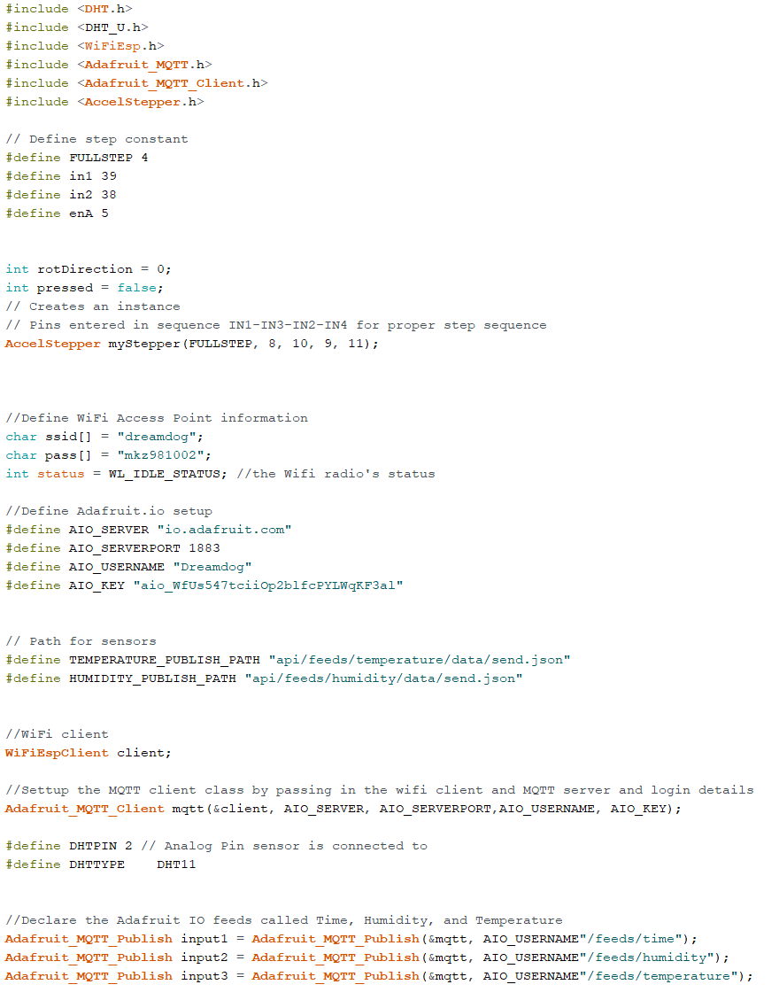 #include <DHT.h>
#include <DHT_U.h>
#include <WiFiEsp.h>
#include <Adafruit_MQTT.h>
#include <Adafruit_MQTT_Client.h>
#include <AccelStepper.h>
// Define step constant
#define FULLSTEP 4
#define in1 39
#define in2 38
#define enA 5
int rotDirection = 0;
int pressed = false;
// Creates an instance
// Pins entered in sequence IN1-IN3-IN2-IN4 for proper step sequence
AccelStepper myStepper(FULLSTEP, 8, 10, 9, 11);
//Define WiFi Access Point information
char ssid[] = "dreamdog";
char pass[] = "mkz981002";
int status = WL_IDLE_STATUS; //the Wifi radio's status
//Define Adafruit.io setup
#define AIO_SERVER "io.adafruit.com"
#define AIO_SERVERPORT 1883
#define AIO_USERNAME "Dreamdog"
#define AIO_KEY "aio_WfUs547tciiOp2blfcPYLWqKF3al"
// Path for sensors
#define TEMPERATURE_PUBLISH_PATH "api/feeds/temperature/data/send.json"
#define HUMIDITY_PUBLISH_PATH "api/feeds/humidity/data/send.json"
//WiFi client
WiFiEspClient client;
//Settup the MQTT client class by passing in the wifi client and MQTT server and login details
Adafruit_MQTT_Client mqtt(&client, AIO_SERVER, AIO_SERVERPORT,AIO_USERNAME, AIO_KEY);
#define DHTPIN 2 // Analog Pin sensor is connected to
#define DHTTYPE    DHT11
//Declare the Adafruit IO feeds called Time, Humidity, and Temperature
Adafruit_MQTT_Publish input1 = Adafruit_MQTT_Publish(&mqtt, AIO_USERNAME"/feeds/time");
Adafruit_MQTT_Publish input2 = Adafruit_MQTT_Publish(&mqtt, AIO_USERNAME"/feeds/humidity");
Adafruit_MQTT_Publish input3 = Adafruit_MQTT_Publish(&mqtt, AIO_USERNAME"/feeds/temperature");